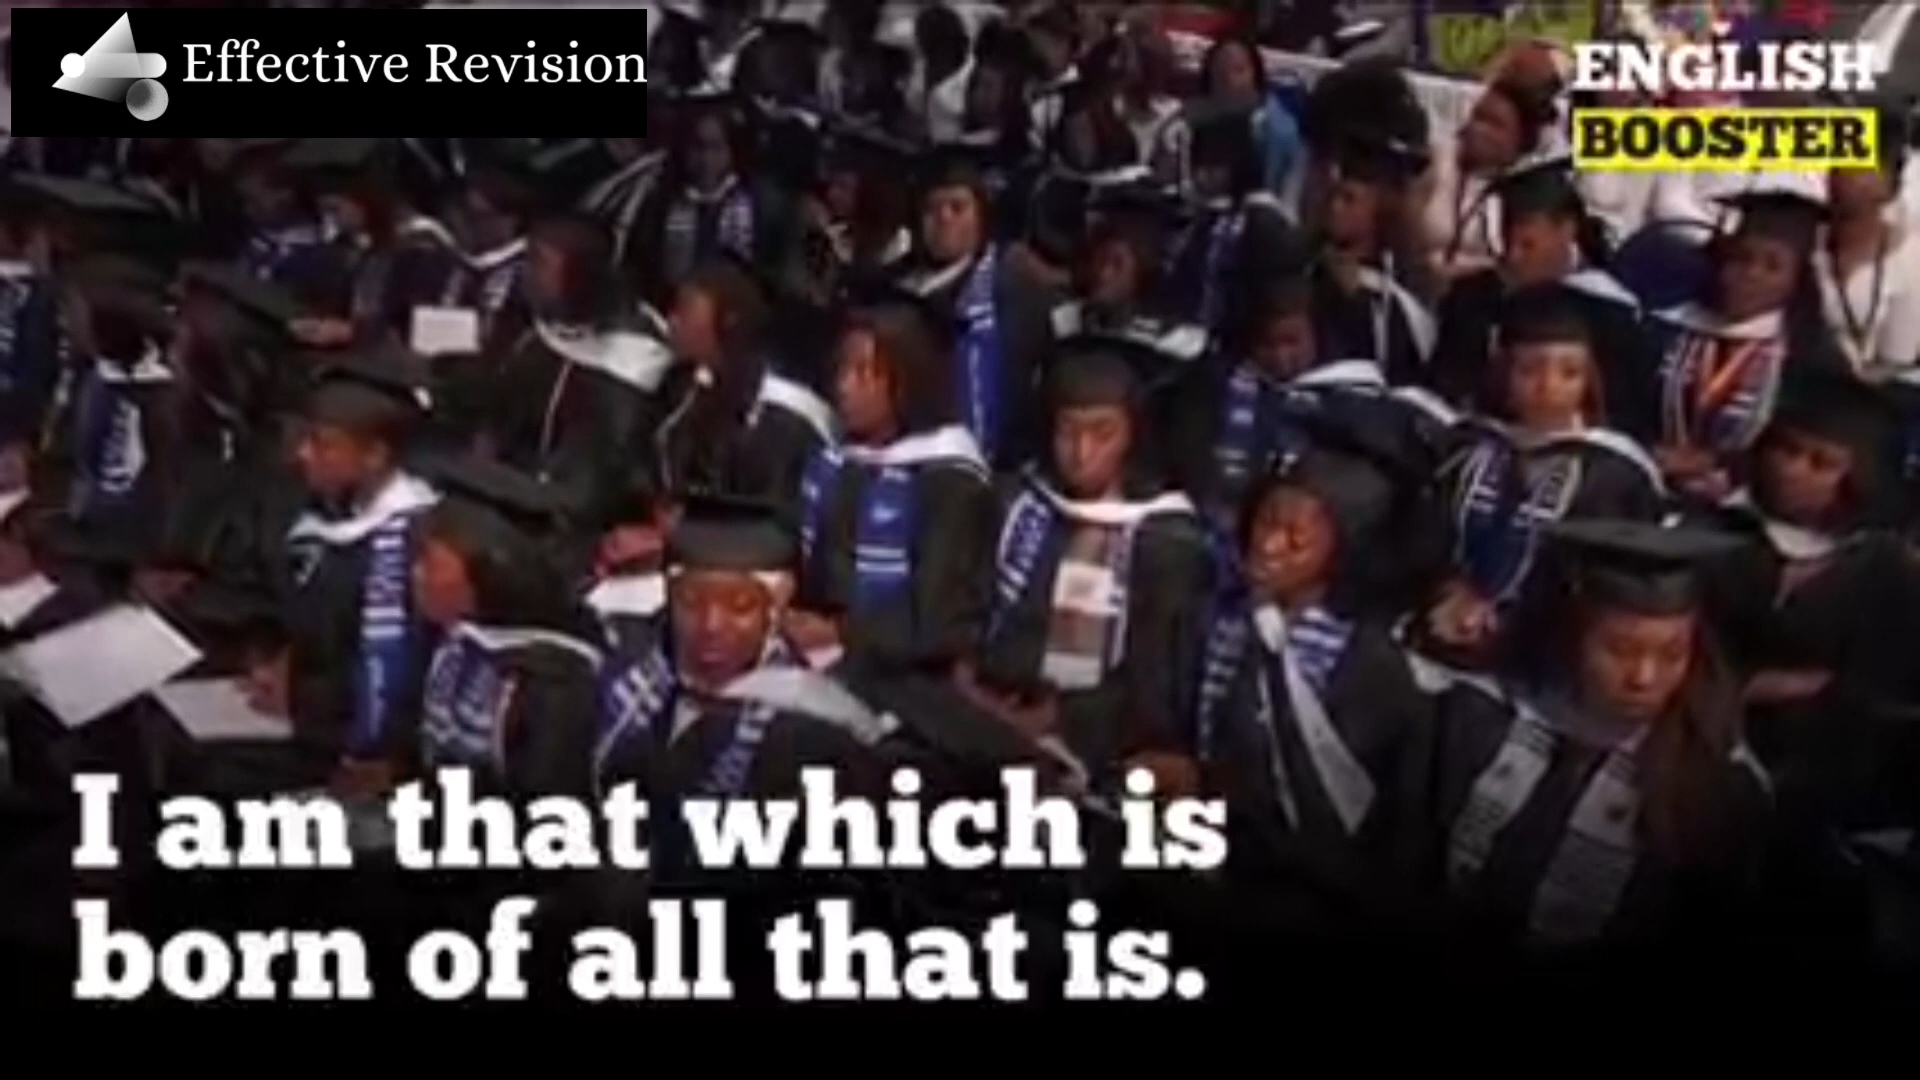 Effective Revision
ENGLISH
BOOSTER
I am that which is
born of all that is.